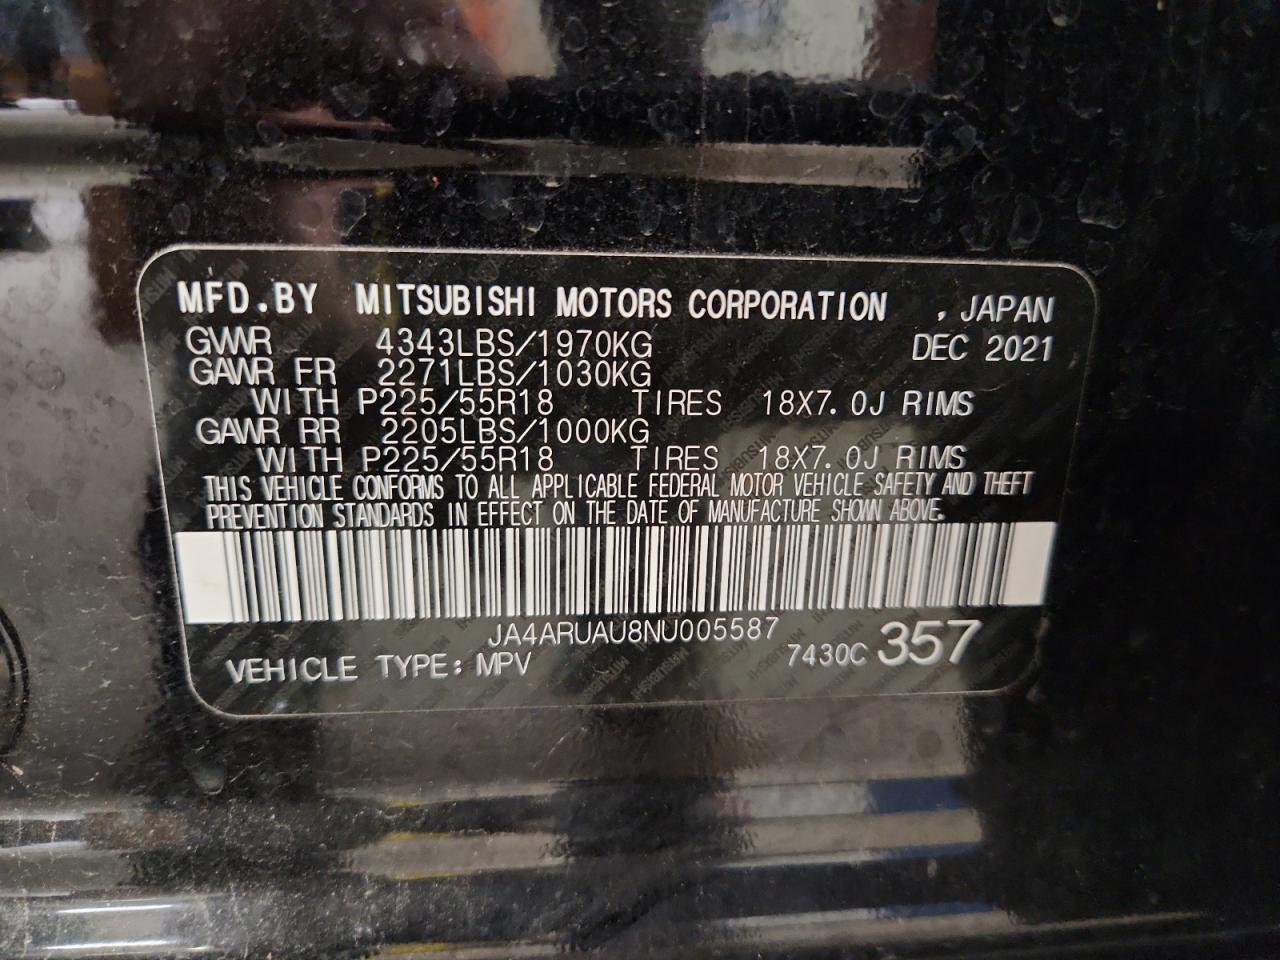 MFD.BY MITSUBISHI MOTORS CORPORATION , JAPAN
GVWR 4343LBS/1970KG DEC 2021
GAWR FR 2271LBS/1030KG
WITH P225/55R18 TIRES 18X7.0J RIMS
GAWR RR 2205LBS/1000KG
WITH P225/55R18 TIRES 18X7.0J RIMS
THIS VEHICLE CONFORMS TO ALL APPLICABLE FEDERAL MOTOR VEHICLE SAFETY AND THEFT
PREVENTION STANDARDS IN EFFECT ON THE DATE OF MANUFACTURE SHOWN ABOVE.
JA4ARUAU8NU005587
VEHICLE TYPE: MPV 7430C 357